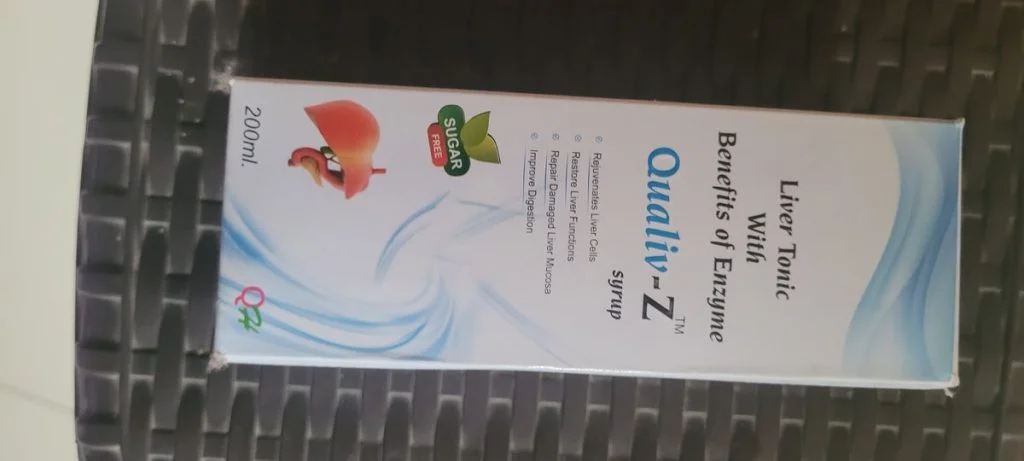 Liver Tonic
With
Benefits of Enzyme
Qualiv-Z™
syrup
Rejuvenates Liver Cells
Restore Liver Functions
Repair Damaged Liver Mucosa
Improve Digestion
SUGAR
FREE
200ml.
QH